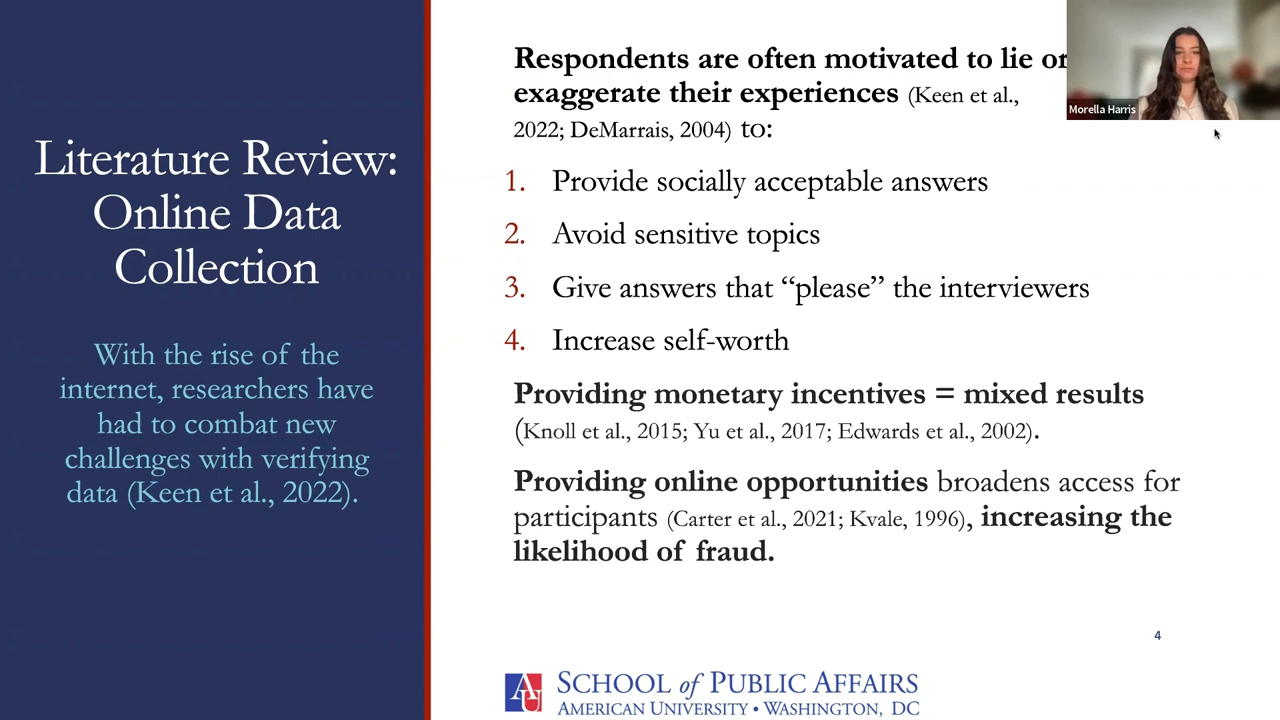 Literature Review:
Online Data
Collection
With the rise of the
internet, researchers have
had to combat new
challenges with verifying
data (Keen et al., 2022).
Respondents are often motivated to lie or
exaggerate their experiences (Keen et al.,
2022; DeMarrais, 2004) to:
1. Provide socially acceptable answers
2. Avoid sensitive topics
3. Give answers that “please” the interviewers
4. Increase self-worth
Providing monetary incentives = mixed results
(Knoll et al., 2015; Yu et al., 2017; Edwards et al., 2002).
Providing online opportunities broadens access for
participants (Carter et al., 2021; Kvale, 1996), increasing the
likelihood of fraud.
Morella Harris
4
AU
SCHOOL of PUBLIC AFFAIRS
AMERICAN UNIVERSITY • WASHINGTON, DC